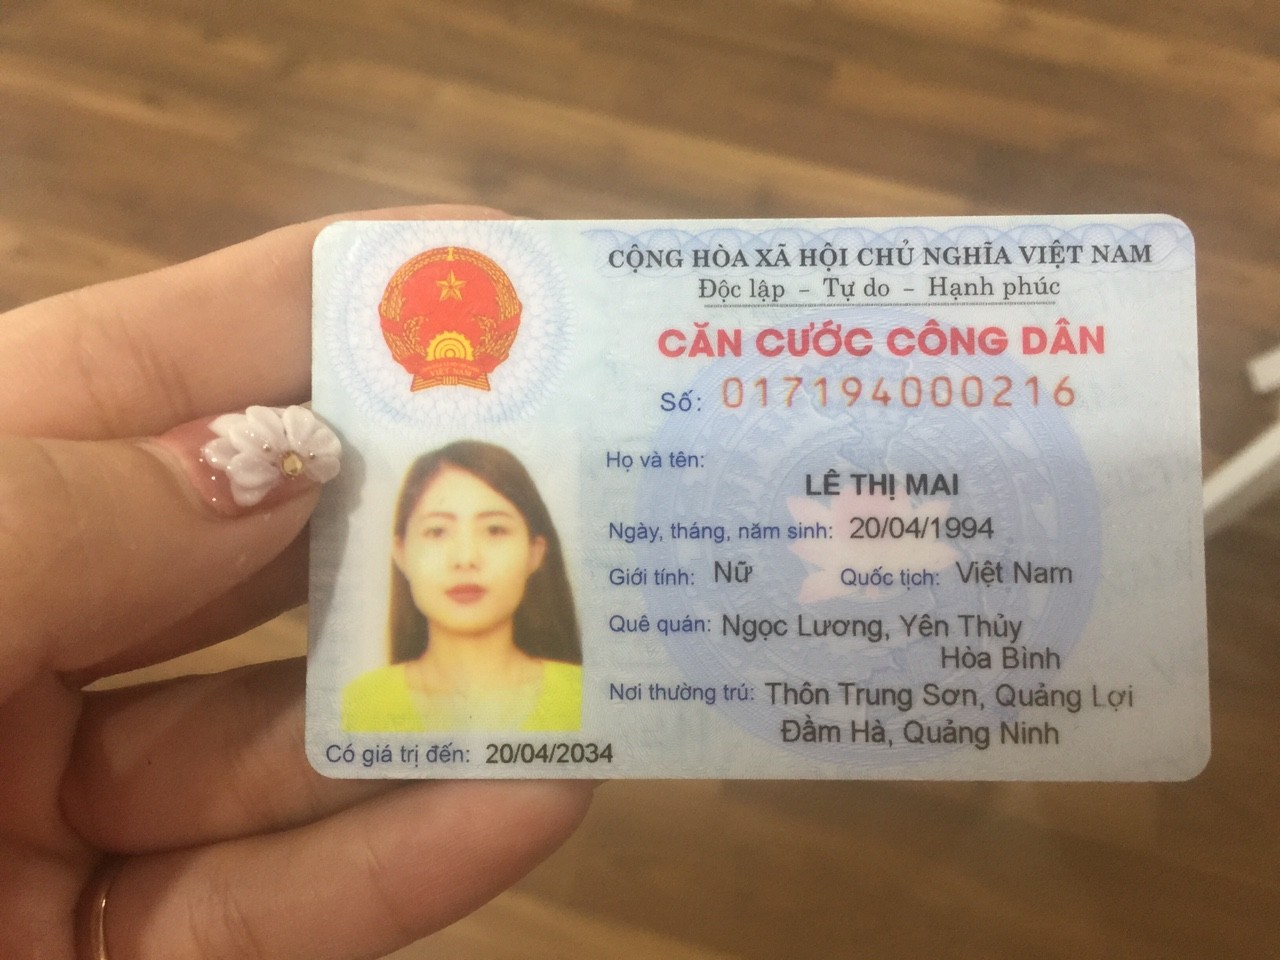 CỘNG HÒA XÃ HỘI CHỦ NGHĨA VIỆT NAM
Độc lập – Tự do – Hạnh phúc
CĂN CƯỚC CÔNG DÂN
Số: 017194000216
Họ và tên:
LÊ THỊ MAI
Ngày, tháng, năm sinh: 20/04/1994
Giới tính: Nữ Quốc tịch: Việt Nam
Quê quán: Ngọc Lương, Yên Thủy
Hòa Bình
Nơi thường trú: Thôn Trung Sơn, Quảng Lợi
Đầm Hà, Quảng Ninh
Có giá trị đến: 20/04/2034
VIỆT NAM